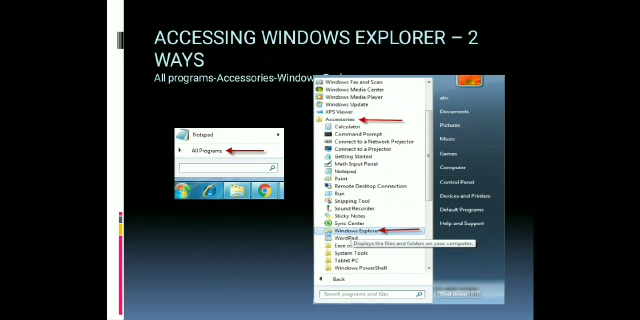 ACCESSING WINDOWS EXPLORER – 2
WAYS
All programs-Accessories-Window
Notepad
All Programs
Windows Fax and Scan
Windows Media Center
Windows Media Player
Windows Update
XPS Viewer
Accessories
Calculator
Command Prompt
Connect to a Network Projector
Connect to a Projector
Getting Started
Math Input Panel
Notepad
Paint
Remote Desktop Connection
Run
Snipping Tool
Sound Recorder
Sticky Notes
Sync Center
Windows Explorer
WordPad
Displays the files and folders on your computer.
Ease o
System Tools
Tablet PC
Windows PowerShell
Back
Search programs and files
abc
Documents
Pictures
Music
Games
Computer
Control Panel
Devices and Printers
Default Programs
Help and Support
Shut down